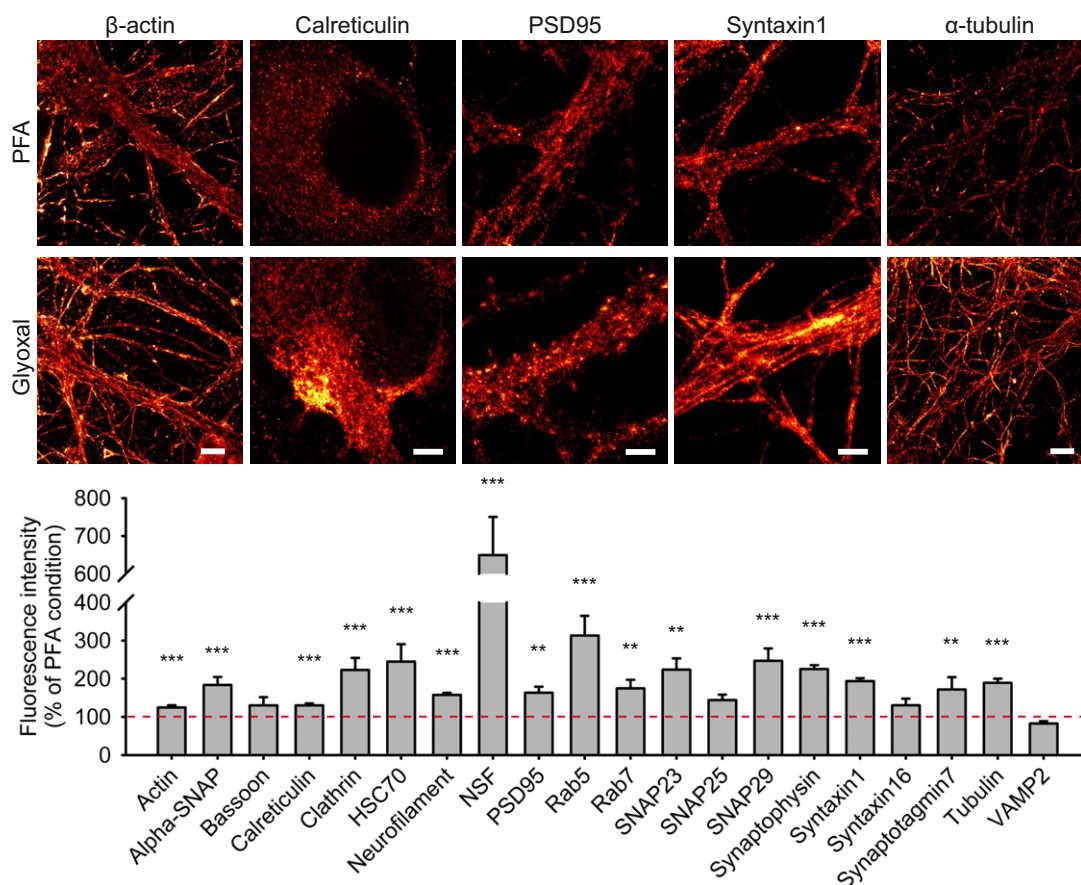 β-actin Calreticulin PSD95 Syntaxin1 α-tubulin
PFA
Glyoxal
Fluorescence intensity
(% of PFA condition)
800
700
600
400
300
200
100
0
*** *** *** *** *** *** *** ** *** ** ** *** *** *** ** ***
Actin
Alpha-SNAP
Bassoon
Calreticulin
Clathrin
HSC70
Neurofilament
NSF
PSD95
Rab5
Rab7
SNAP23
SNAP25
SNAP29
Synaptophysin
Syntaxin1
Syntaxin16
Synaptotagmin7
Tubulin
VAMP2